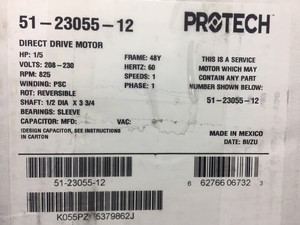 51-23055-12
PROTECH
DIRECT DRIVE MOTOR
HP: 1/5
VOLTS: 208-230
RPM: 825
WINDING: PSC
ROT: REVERSIBLE
SHAFT: 1/2 DIA X 3 3/4
BEARINGS: SLEEVE
CAPACITOR: MFD: VAC:
!DESIGN CAPACITOR, SEE INSTRUCTIONS
IN CARTON
FRAME: 48Y
HERTZ: 60
SPEEDS: 1
PHASE: 1
THIS IS A SERVICE
MOTOR WHICH MAY
CONTAIN ANY PART
NUMBER SHOWN BELOW:
51-23055-12
MADE IN MEXICO
DATE:
51-23055-12
6 62766 06732 3
K055PZ 5379862J